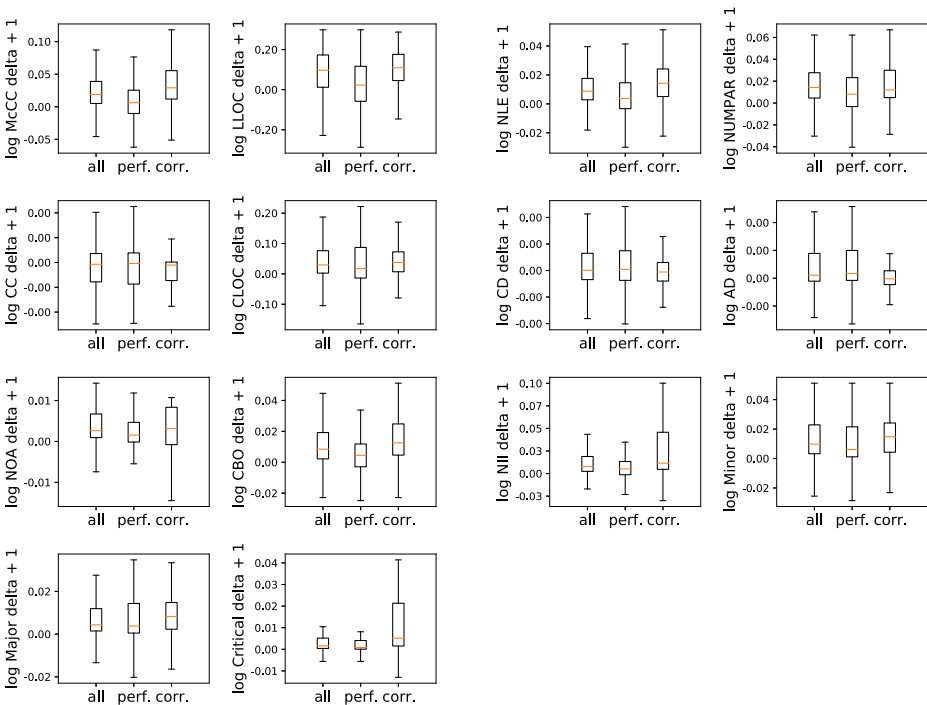 log McCC delta + 1
0.10
0.05
0.00
-0.05
all perf. corr.
log LLOC delta + 1
0.20
0.00
-0.20
all perf. corr.
log NLE delta + 1
0.04
0.02
0.00
-0.02
all perf. corr.
log NUMPAR delta + 1
0.06
0.04
0.02
0.00
-0.02
-0.04
all perf. corr.
log CC delta + 1
0.00
0.00
-0.00
-0.00
-0.00
all perf. corr.
log CLOC delta + 1
0.20
0.10
0.00
-0.10
all perf. corr.
log CD delta + 1
0.00
0.00
0.00
-0.00
-0.00
all perf. corr.
log AD delta + 1
0.00
0.00
-0.00
all perf. corr.
log NOA delta + 1
0.01
0.00
-0.01
all perf. corr.
log CBO delta + 1
0.04
0.02
0.00
-0.02
all perf. corr.
log NII delta + 1
0.10
0.07
0.05
0.03
0.00
-0.03
all perf. corr.
log Minor delta + 1
0.04
0.02
0.00
-0.02
all perf. corr.
log Major delta + 1
0.02
0.00
-0.02
all perf. corr.
log Critical delta + 1
0.04
0.03
0.02
0.01
0.00
-0.01
all perf. corr.